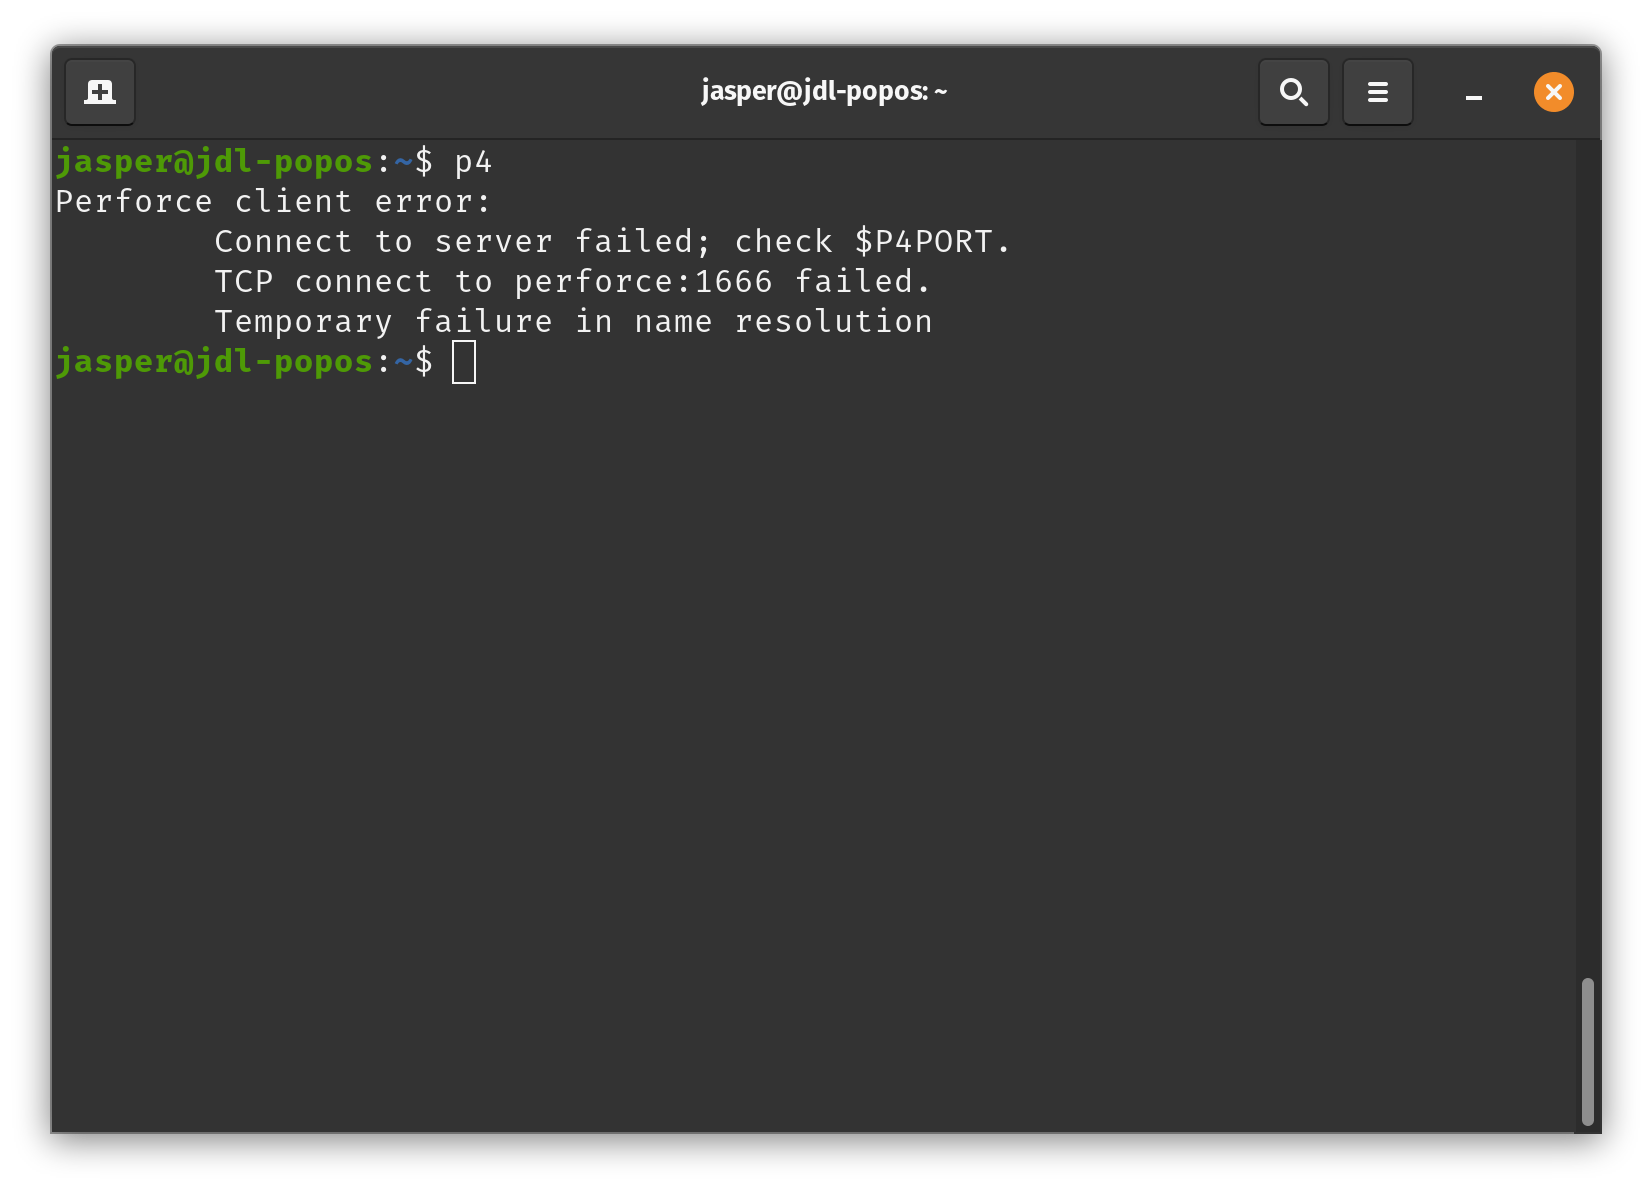 jasper@jdl-popos: ~
jasper@jdl-popos:~$ p4
Perforce client error:
        Connect to server failed; check $P4PORT.
        TCP connect to perforce:1666 failed.
        Temporary failure in name resolution
jasper@jdl-popos:~$